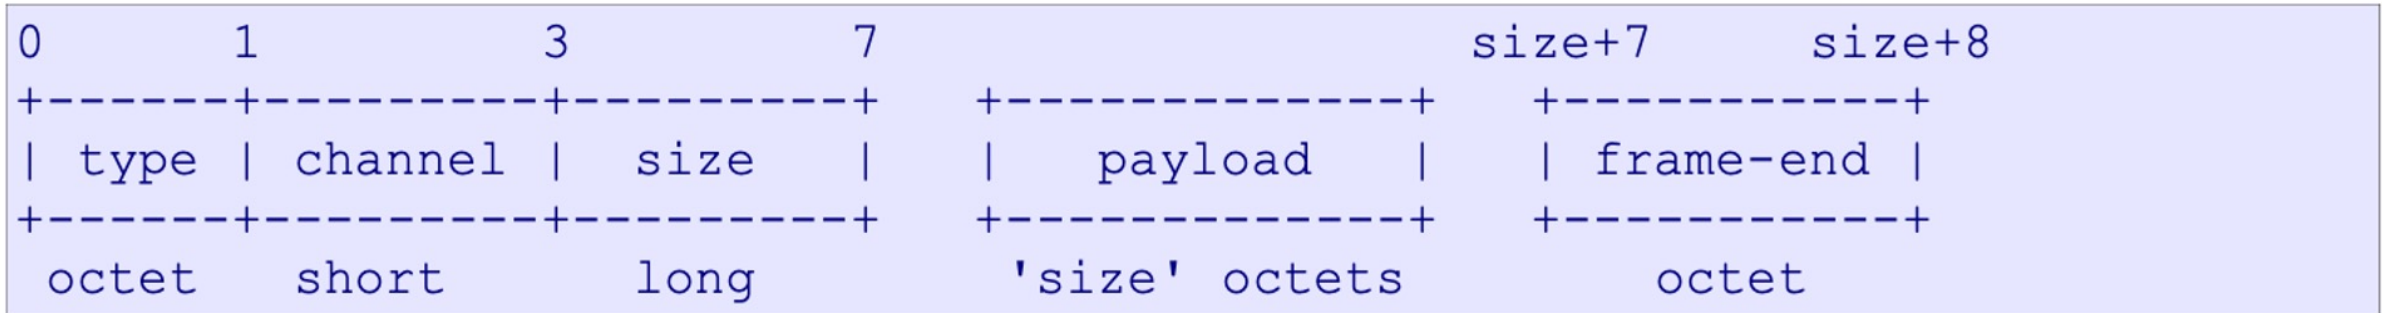 0      1         3         7                   size+7     size+8
+------+---------+---------+   +-------------+   +-----------+
| type | channel |  size   |   |   payload   |   | frame-end |
+------+---------+---------+   +-------------+   +-----------+
 octet   short      long        'size' octets        octet